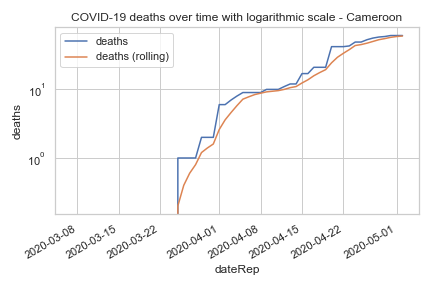 COVID-19 deaths over time with logarithmic scale - Cameroon
deaths
deaths (rolling)
10¹
10⁰
deaths
2020-03-08
2020-03-15
2020-03-22
2020-04-01
2020-04-08
2020-04-15
2020-04-22
2020-05-01
dateRep